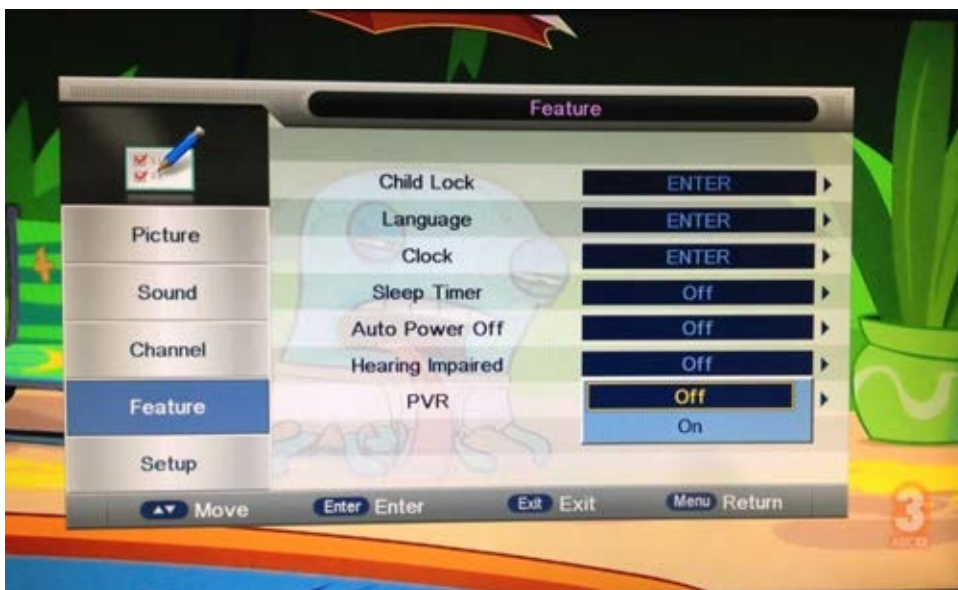 Feature
Child Lock ENTER
Picture
Language ENTER
Clock ENTER
Sound
Sleep Timer Off
Auto Power Off Off
Channel
Hearing Impaired Off
Feature
PVR Off
On
Setup
Move Enter Enter Exit Exit Menu Return
3